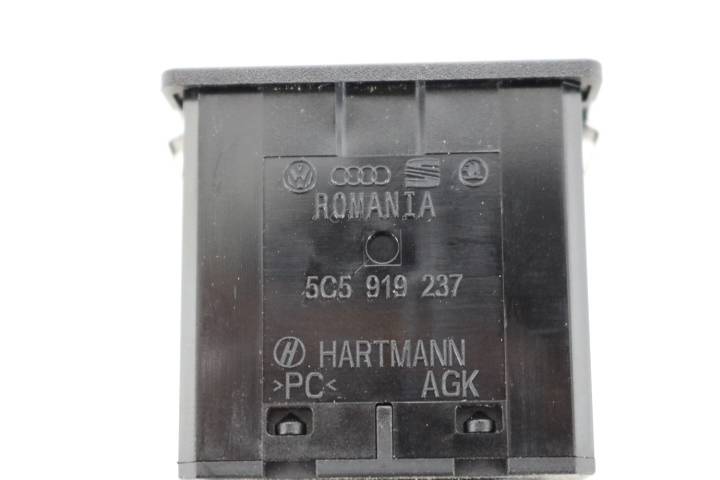 ROMANIA
5C5 919 237
HARTMANN
>PC< AGK